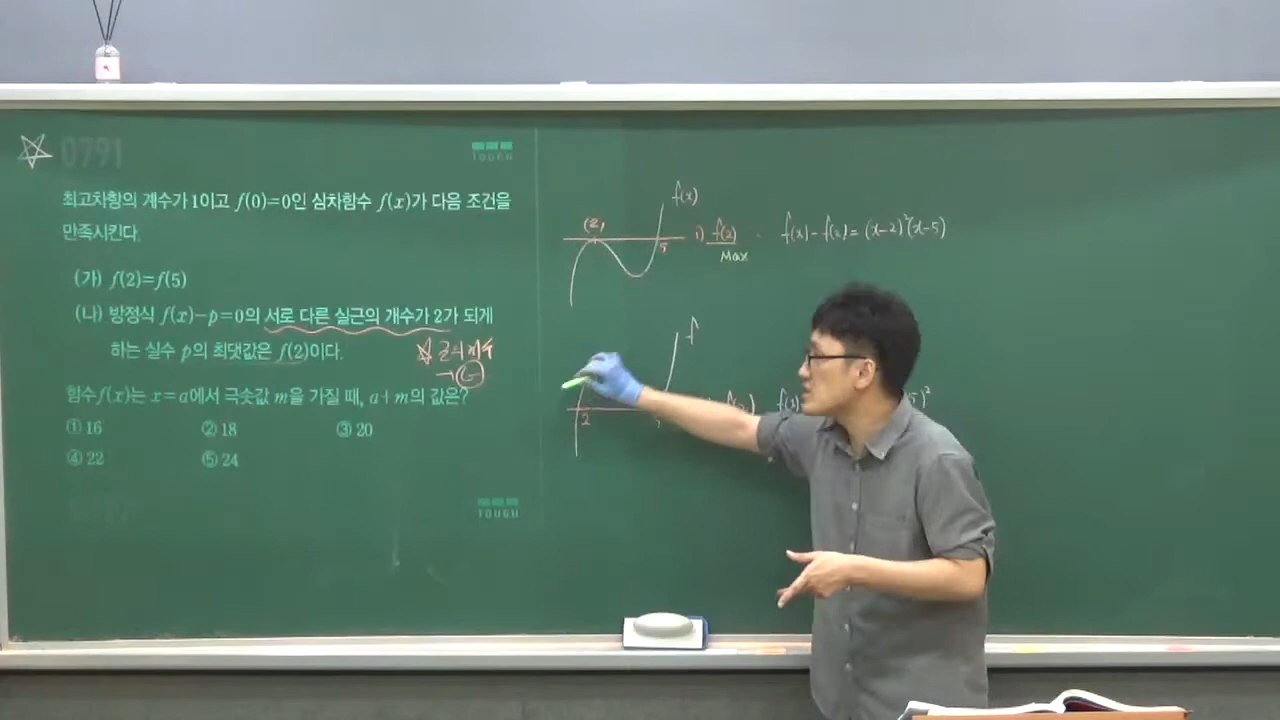 0791
TOUGH
최고차항의 계수가 1이고 f(0)=0인 삼차함수 f(x)가 다음 조건을
만족시킨다.
(가) f(2)=f(5)
(나) 방정식 f(x)-p=0의 서로 다른 실근의 개수가 2가 되게
하는 실수 p의 최댓값은 f(2)이다.
근의 개수
함수 f(x)는 x=a에서 극솟값 m을 가질 때, a+m의 값은?
① 16 ② 18 ③ 20
④ 22 ⑤ 24
TOUGH
f(x)
(2)
5
1) f(2)
Max
f(x)-f(2)=(x-2)²(x-5)
f
2